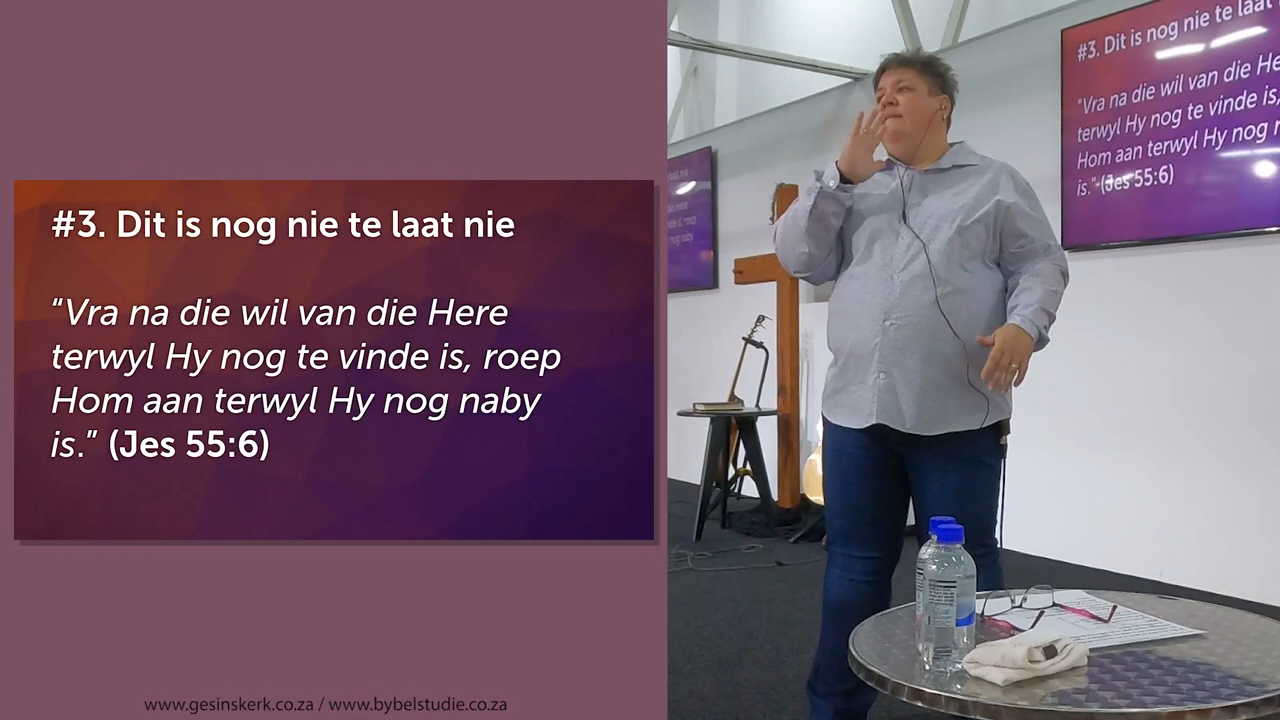 #3. Dit is nog nie te laat nie
“Vra na die wil van die Here
terwyl Hy nog te vinde is, roep
Hom aan terwyl Hy nog naby
is.” (Jes 55:6)
www.gesinskerk.co.za / www.bybelstudie.co.za
#3. Dit is nog nie te laat
“Vra na die wil van die He
terwyl Hy nog te vinde is,
Hom aan terwyl Hy nog n
is.” (Jes 55:6)